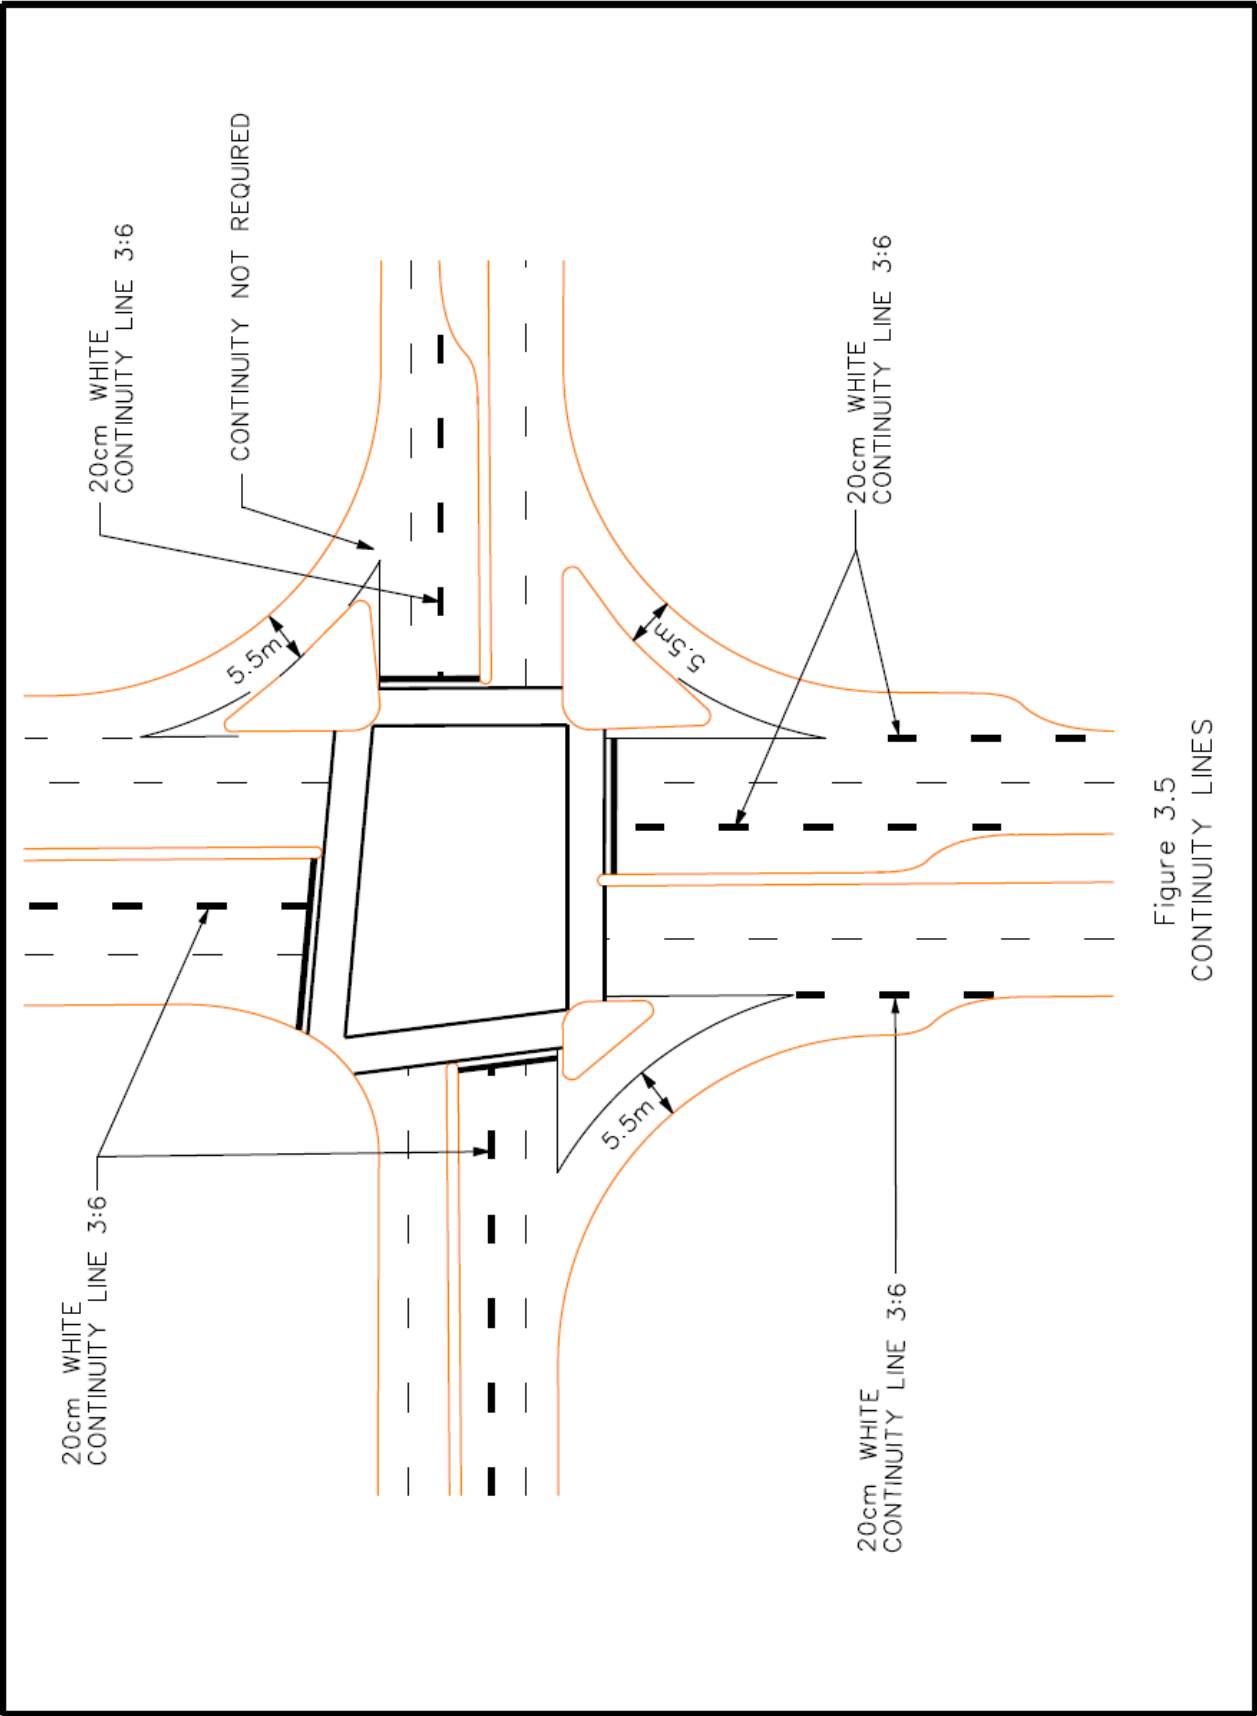 20cm WHITE
CONTINUITY LINE 3:6
20cm WHITE
CONTINUITY LINE 3:6
CONTINUITY NOT REQUIRED
5.5m
5.5m
5.5m
20cm WHITE
CONTINUITY LINE 3:6
20cm WHITE
CONTINUITY LINE 3:6
Figure 3.5
CONTINUITY LINES